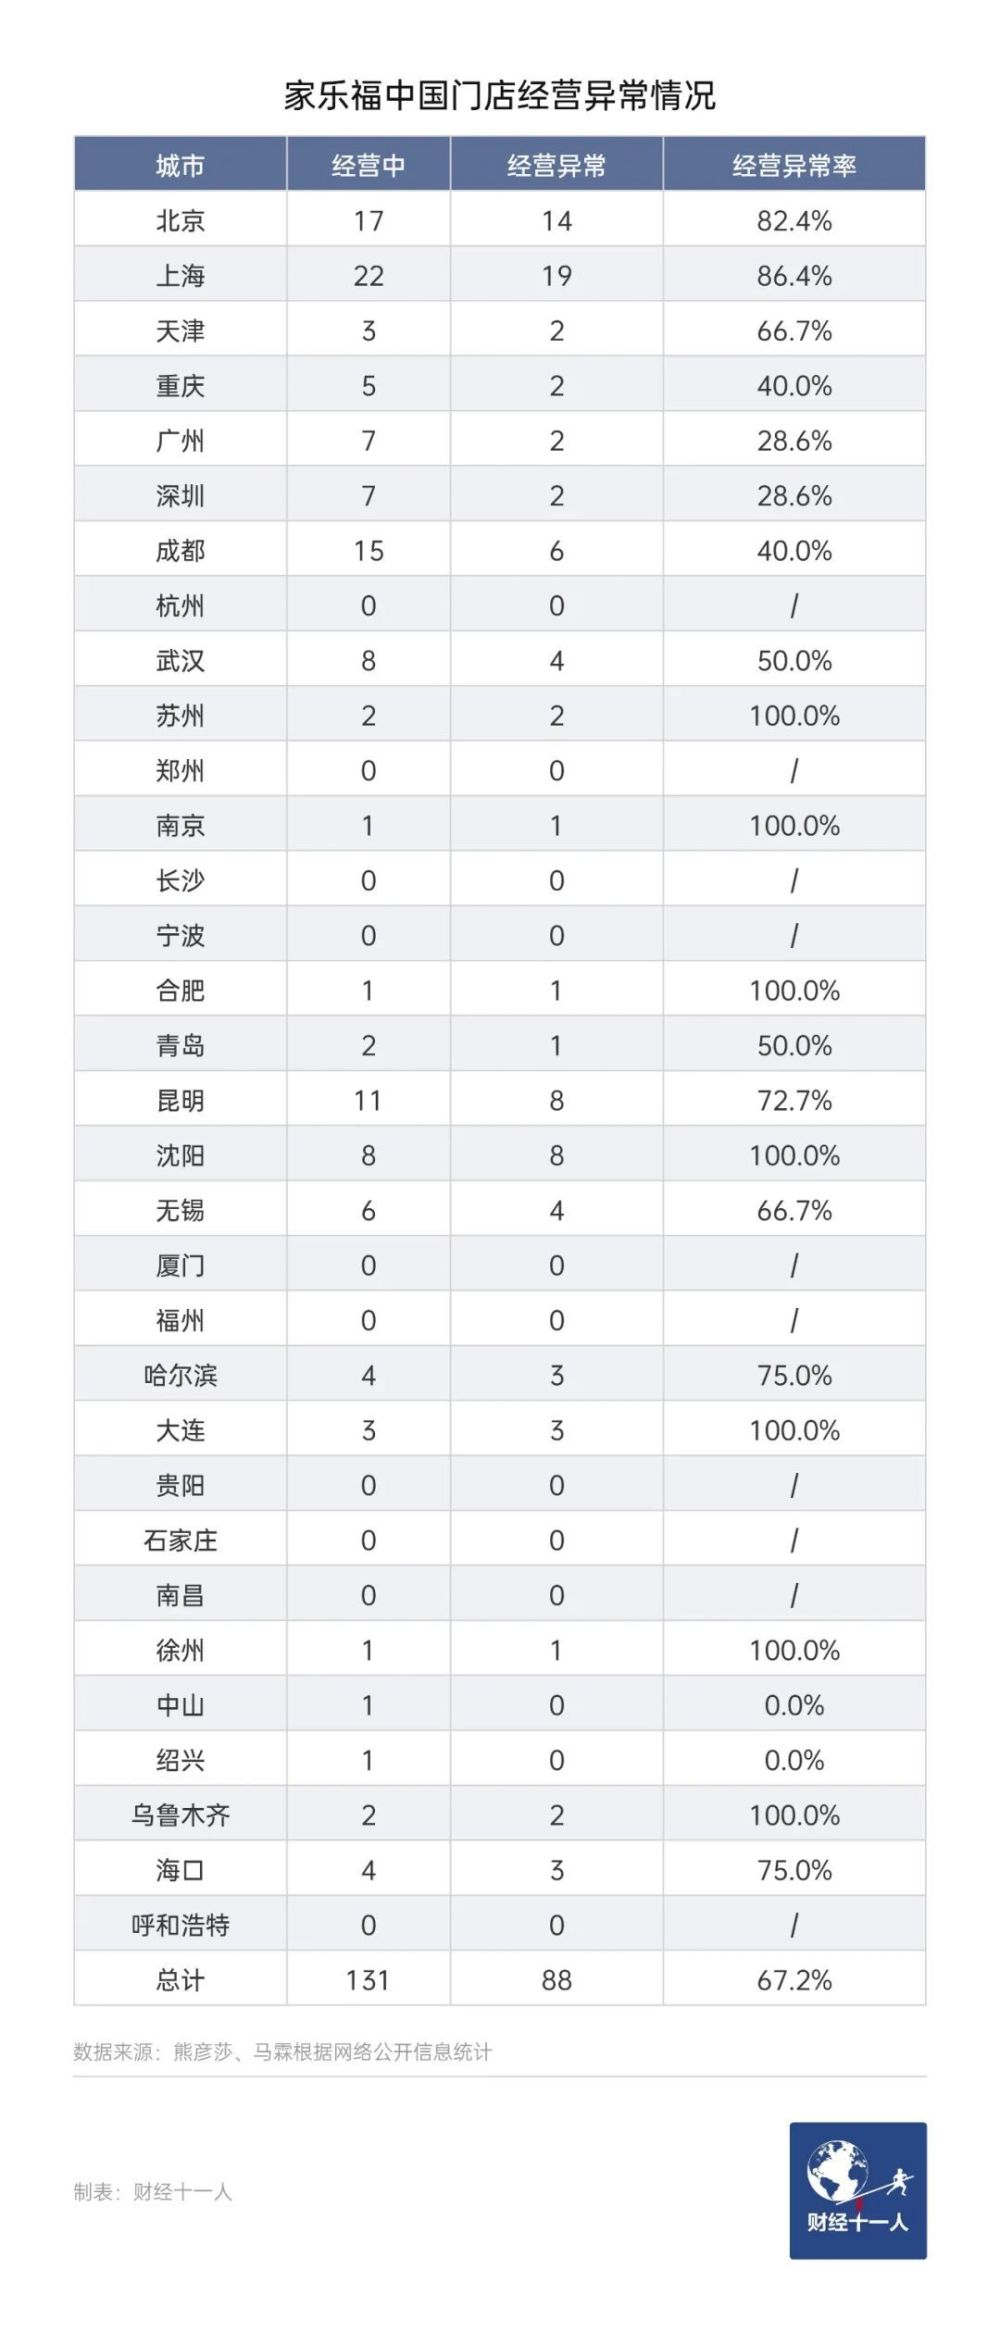 家乐福中国门店经营异常情况
城市 经营中 经营异常 经营异常率
北京 17 14 82.4%
上海 22 19 86.4%
天津 3 2 66.7%
重庆 5 2 40.0%
广州 7 2 28.6%
深圳 7 2 28.6%
成都 15 6 40.0%
杭州 0 0 /
武汉 8 4 50.0%
苏州 2 2 100.0%
郑州 0 0 /
南京 1 1 100.0%
长沙 0 0 /
宁波 0 0 /
合肥 1 1 100.0%
青岛 2 1 50.0%
昆明 11 8 72.7%
沈阳 8 8 100.0%
无锡 6 4 66.7%
厦门 0 0 /
福州 0 0 /
哈尔滨 4 3 75.0%
大连 3 3 100.0%
贵阳 0 0 /
石家庄 0 0 /
南昌 0 0 /
徐州 1 1 100.0%
中山 1 0 0.0%
绍兴 1 0 0.0%
乌鲁木齐 2 2 100.0%
海口 4 3 75.0%
呼和浩特 0 0 /
总计 131 88 67.2%
数据来源：熊彦莎、马霖根据网络公开信息统计
制表：财经十一人
财经十一人